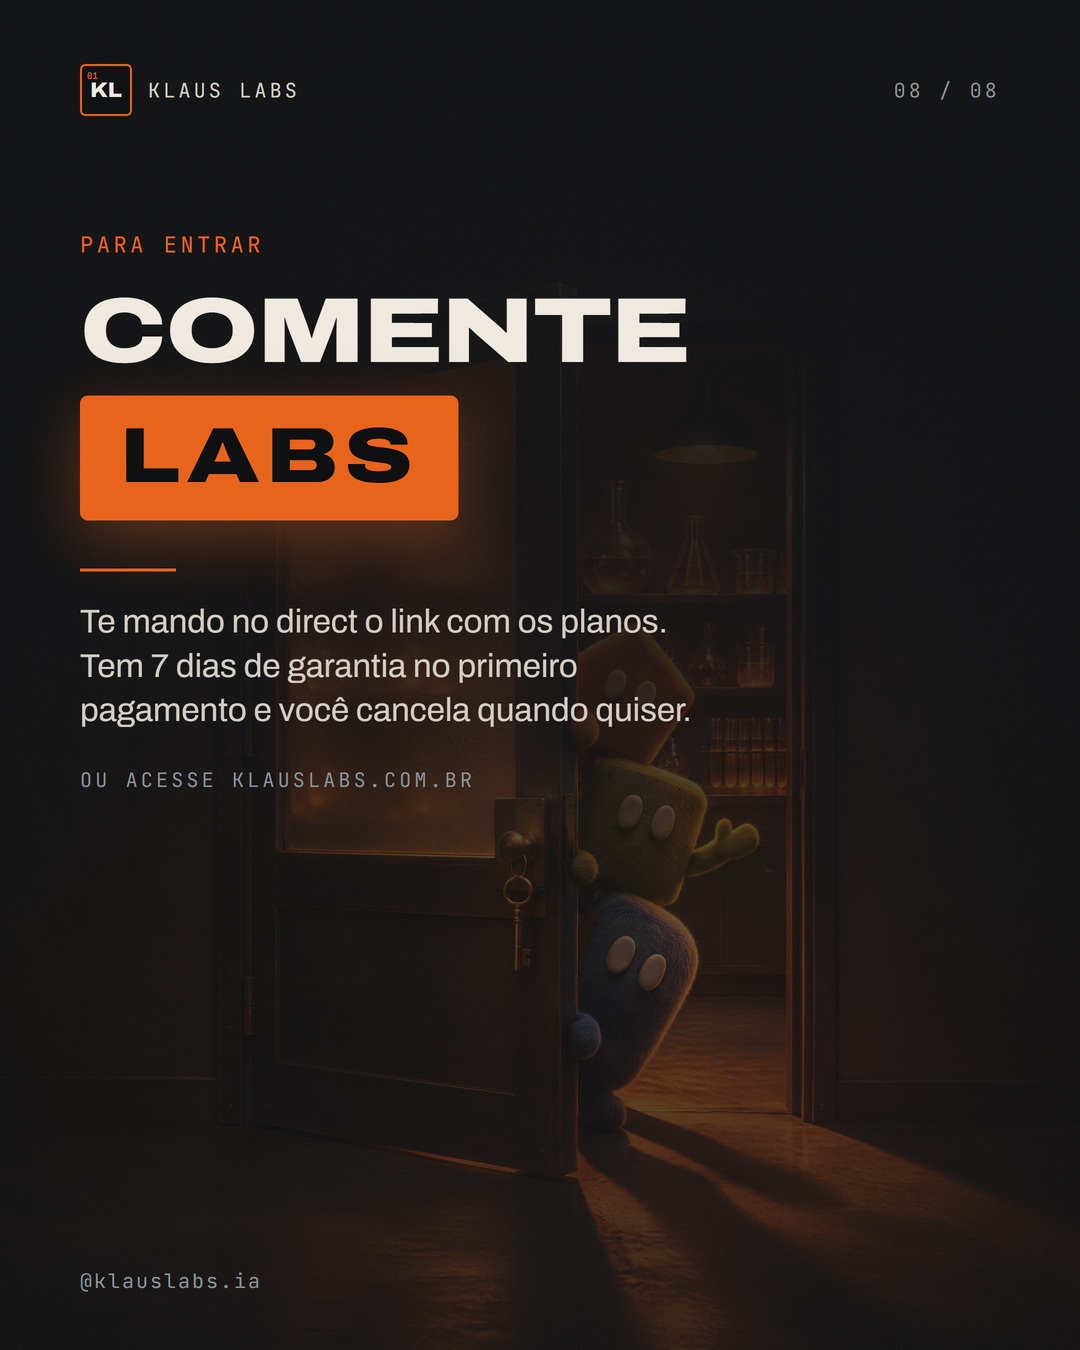 01
KL
KLAUS LABS
08 / 08
PARA ENTRAR
COMENTE
LABS
Te mando no direct o link com os planos.
Tem 7 dias de garantia no primeiro
pagamento e você cancela quando quiser.
OU ACESSE KLAUSLABS.COM.BR
@klauslabs.ia